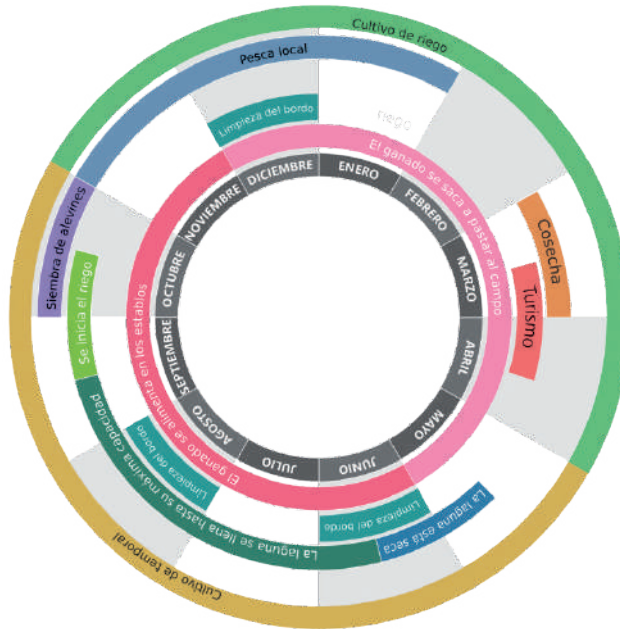 Cultivo de riego
Pesca local
Limpieza del bordo
riego
El ganado se saca a pastar al campo
ENERO
FEBRERO
MARZO
ABRIL
MAYO
JUNIO
JULIO
AGOSTO
SEPTIEMBRE
OCTUBRE
NOVIEMBRE
DICIEMBRE
Cosecha
Turismo
Siembra de alevines
Se inicia el riego
El ganado se alimenta en los establos
Limpieza del bordo
Limpieza del bordo
La laguna está seca
La laguna se llena hasta su máxima capacidad
Cultivo de temporal